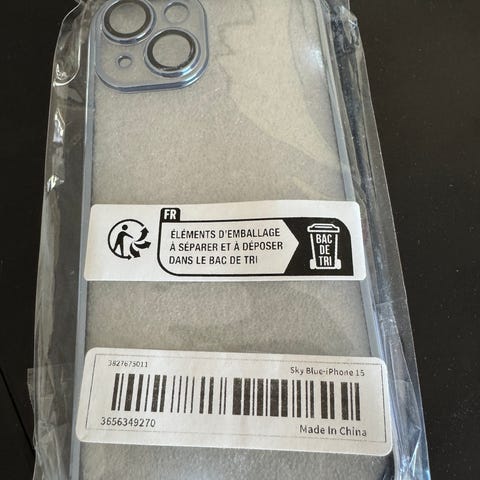 FR
ÉLÉMENTS D'EMBALLAGE
À SÉPARER ET À DÉPOSER
DANS LE BAC DE TRI
BAC
DE
TRI
3827675011
Sky Blue-iPhone 15
3656349270
Made In China